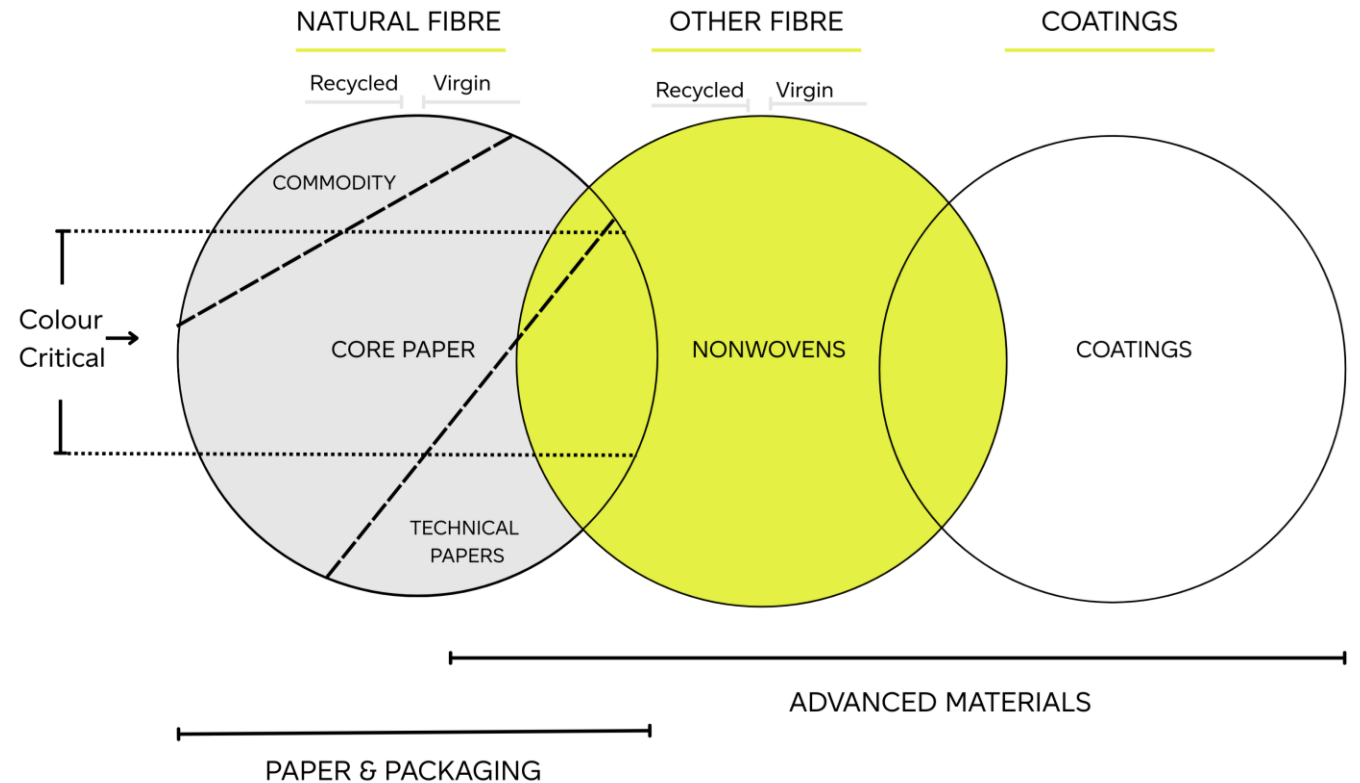 NATURAL FIBRE
OTHER FIBRE
COATINGS
Recycled
Virgin
Recycled
Virgin
COMMODITY
Colour
Critical
CORE PAPER
NONWOVENS
COATINGS
TECHNICAL
PAPERS
ADVANCED MATERIALS
PAPER & PACKAGING